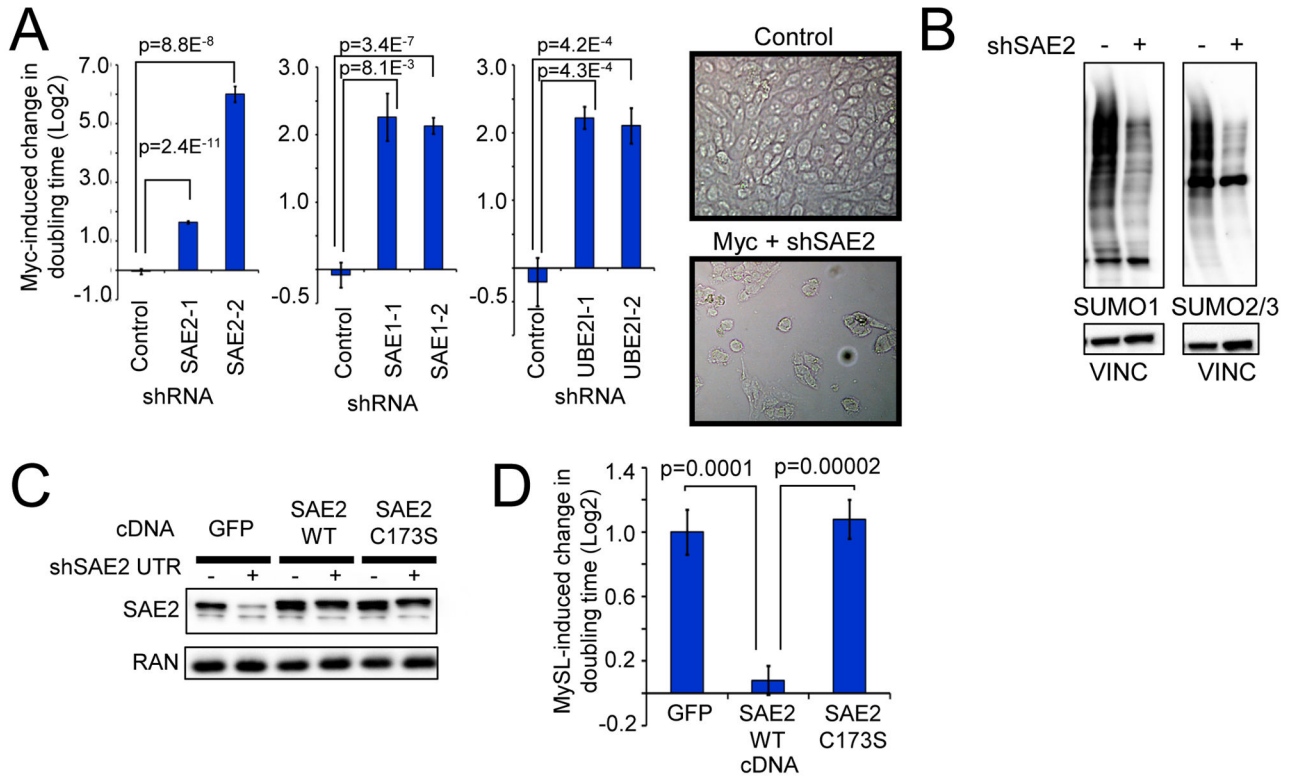 A
Myc-induced change in
doubling time (Log2)
p=8.8E-8
p=2.4E-11
7.0
5.0
3.0
1.0
-1.0
Control
SAE2-1
SAE2-2
shRNA
p=3.4E-7
p=8.1E-3
3.0
2.0
1.0
-0.5
Control
SAE1-1
SAE1-2
shRNA
p=4.2E-4
p=4.3E-4
3.0
2.0
1.0
-0.5
Control
UBE2I-1
UBE2I-2
shRNA
Control
Myc + shSAE2
B
shSAE2 - + - +
SUMO1 SUMO2/3
VINC VINC
C
cDNA GFP SAE2 WT SAE2 C173S
shSAE2 UTR - + - + - +
SAE2
RAN
D
MySL-induced change in
doubling time (Log2)
p=0.0001 p=0.00002
1.4
1.0
0.6
0.2
-0.2
GFP
SAE2
WT
cDNA
SAE2
C173S